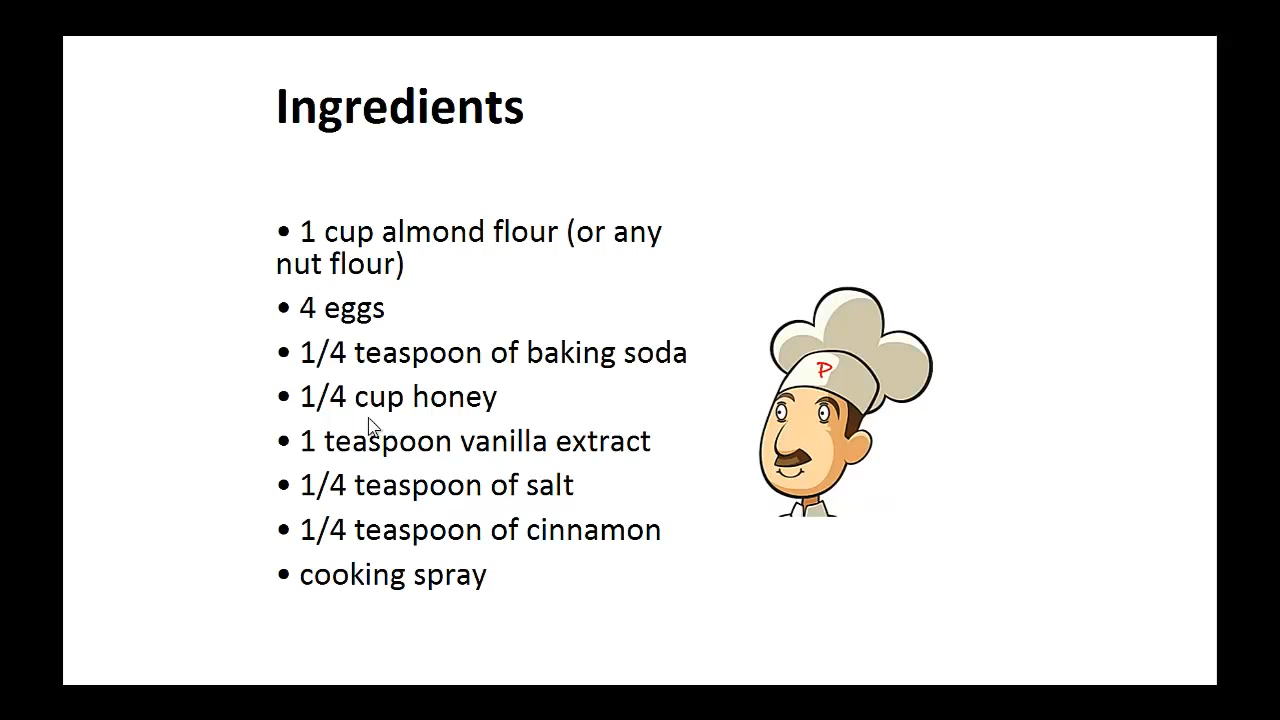 Ingredients
• 1 cup almond flour (or any
nut flour)
• 4 eggs
• 1/4 teaspoon of baking soda
• 1/4 cup honey
• 1 teaspoon vanilla extract
• 1/4 teaspoon of salt
• 1/4 teaspoon of cinnamon
• cooking spray
P